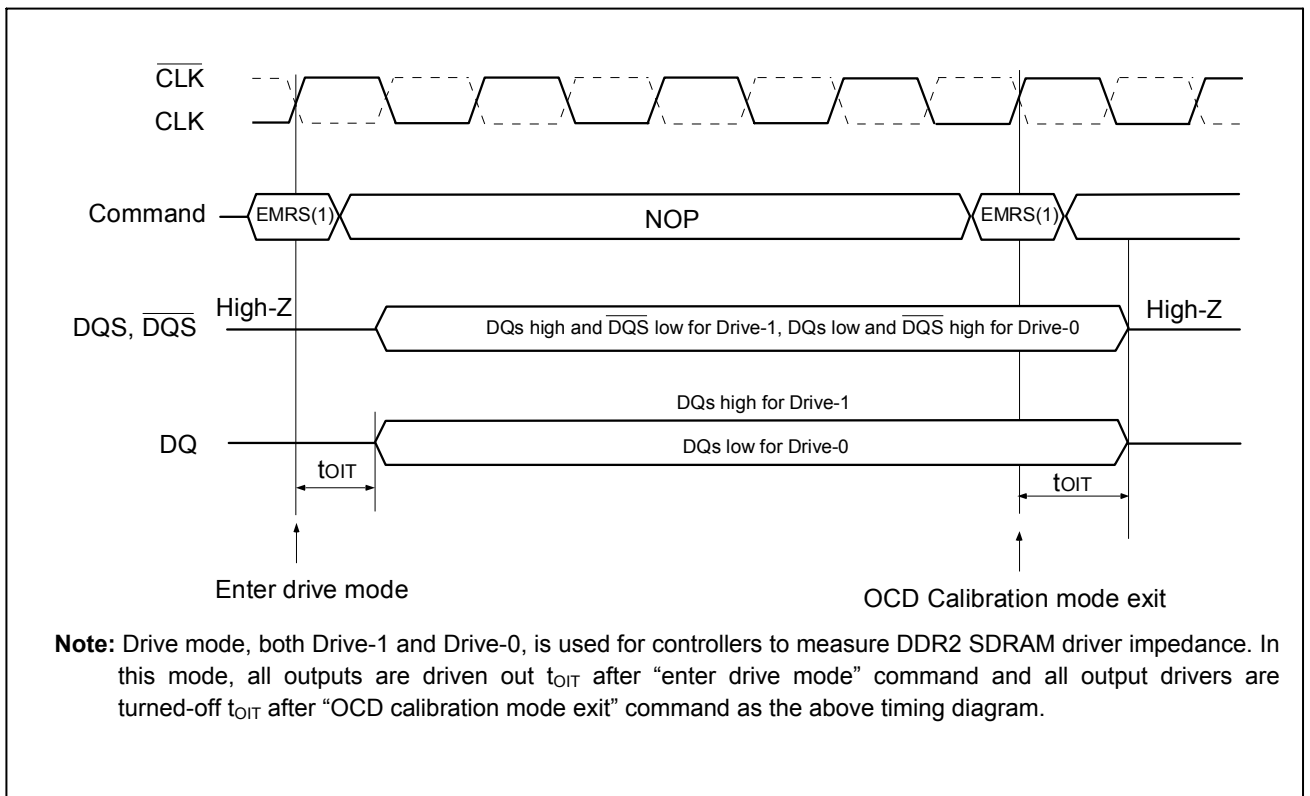 CLK
CLK
Command
EMRS(1)
NOP
EMRS(1)
DQS, DQS
High-Z
DQs high and DQS low for Drive-1, DQs low and DQS high for Drive-0
High-Z
DQs high for Drive-1
DQ
DQs low for Drive-0
tOIT
tOIT
Enter drive mode
OCD Calibration mode exit
Note: Drive mode, both Drive-1 and Drive-0, is used for controllers to measure DDR2 SDRAM driver impedance. In
this mode, all outputs are driven out tOIT after “enter drive mode” command and all output drivers are
turned-off tOIT after “OCD calibration mode exit” command as the above timing diagram.